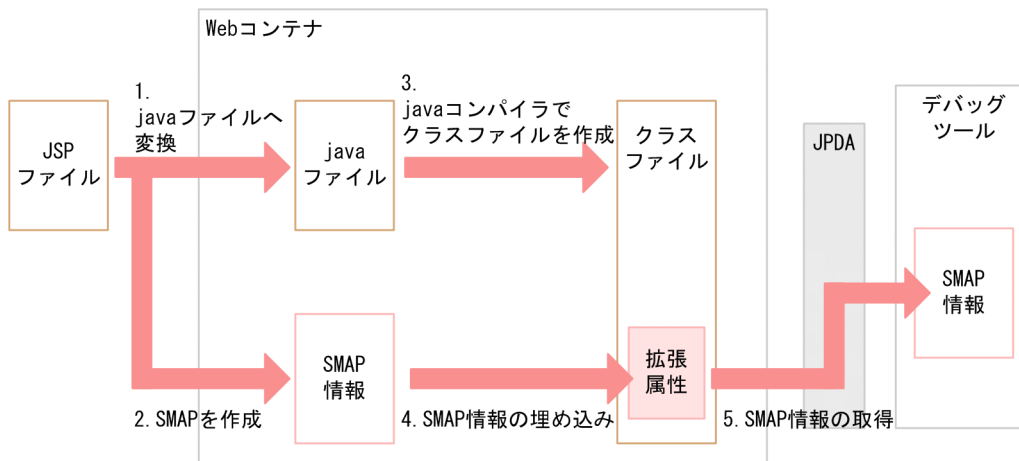 Webコンテナ
1.
javaファイルへ
変換
3.
javaコンパイラで
クラスファイルを作成
デバッグ
ツール
JSP
ファイル
java
ファイル
クラス
ファイル
JPDA
SMAP
情報
SMAP
情報
拡張
属性
2.SMAPを作成
4.SMAP情報の埋め込み
5.SMAP情報の取得